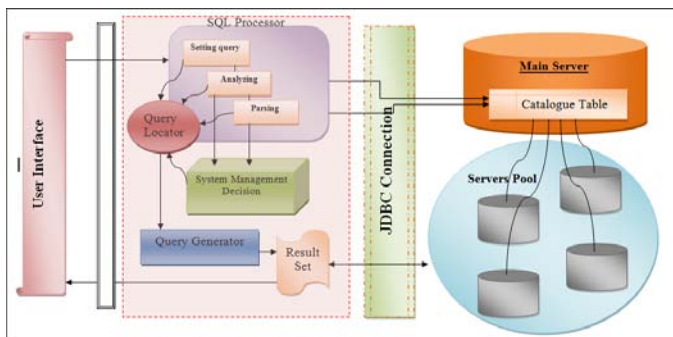 User Interface
SQL Processor
Setting query
Analyzing
Parsing
Query
Locator
System Management
Decision
Query Generator
Result
Set
JDBC Connection
Main Server
Catalogue Table
Servers Pool